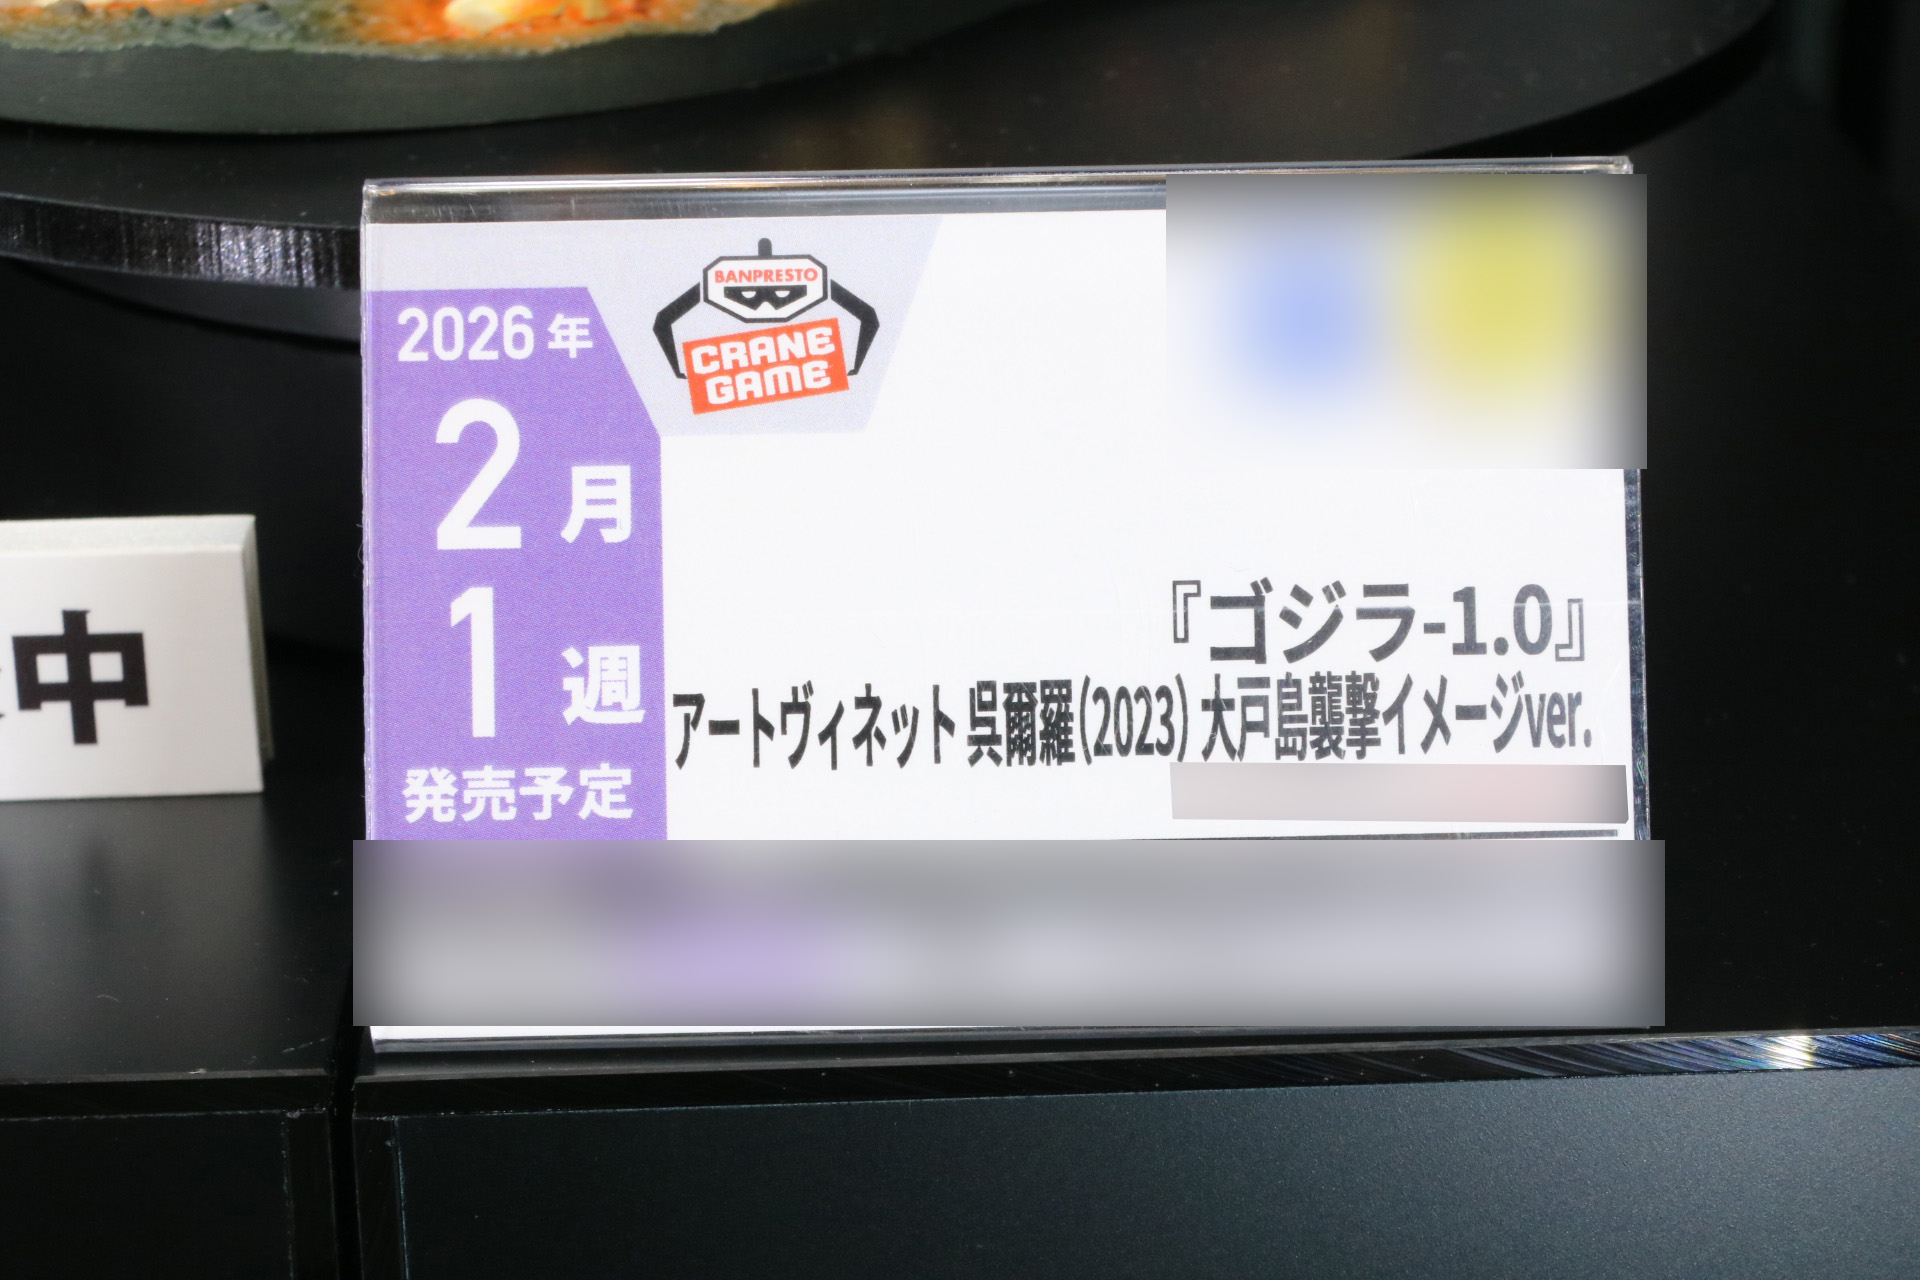 2026年
2月
1週
発売予定
BANPRESTO
CRANE
GAME
『ゴジラ-1.0』
アートヴィネット 呉爾羅(2023) 大戸島襲撃イメージver.
中